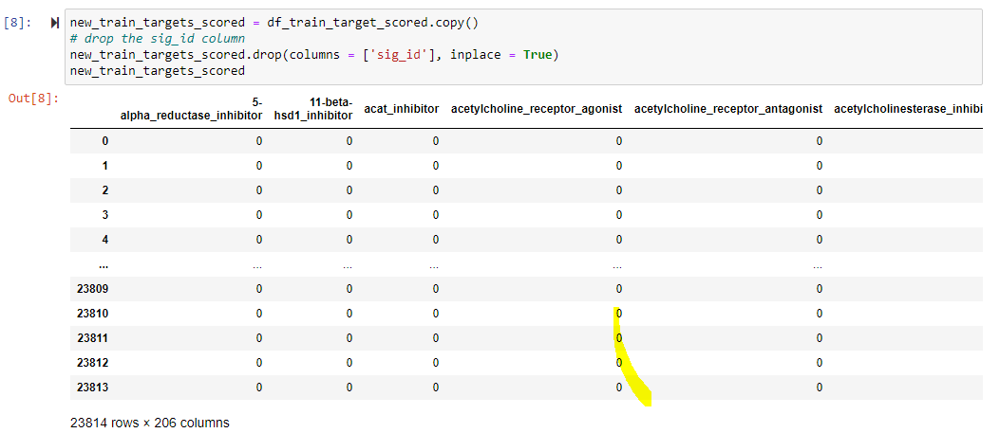 [8]:
new_train_targets_scored = df_train_target_scored.copy()
# drop the sig_id column
new_train_targets_scored.drop(columns = ['sig_id'], inplace = True)
new_train_targets_scored
Out[8]:
5-alpha_reductase_inhibitor 11-beta-hsd1_inhibitor acat_inhibitor acetylcholine_receptor_agonist acetylcholine_receptor_antagonist acetylcholinesterase_inhibi
0 0 0 0 0 0
1 0 0 0 0 0
2 0 0 0 0 0
3 0 0 0 0 0
4 0 0 0 0 0
... ... ... ... ... ...
23809 0 0 0 0 0
23810 0 0 0 0 0
23811 0 0 0 0 0
23812 0 0 0 0 0
23813 0 0 0 0 0
23814 rows × 206 columns